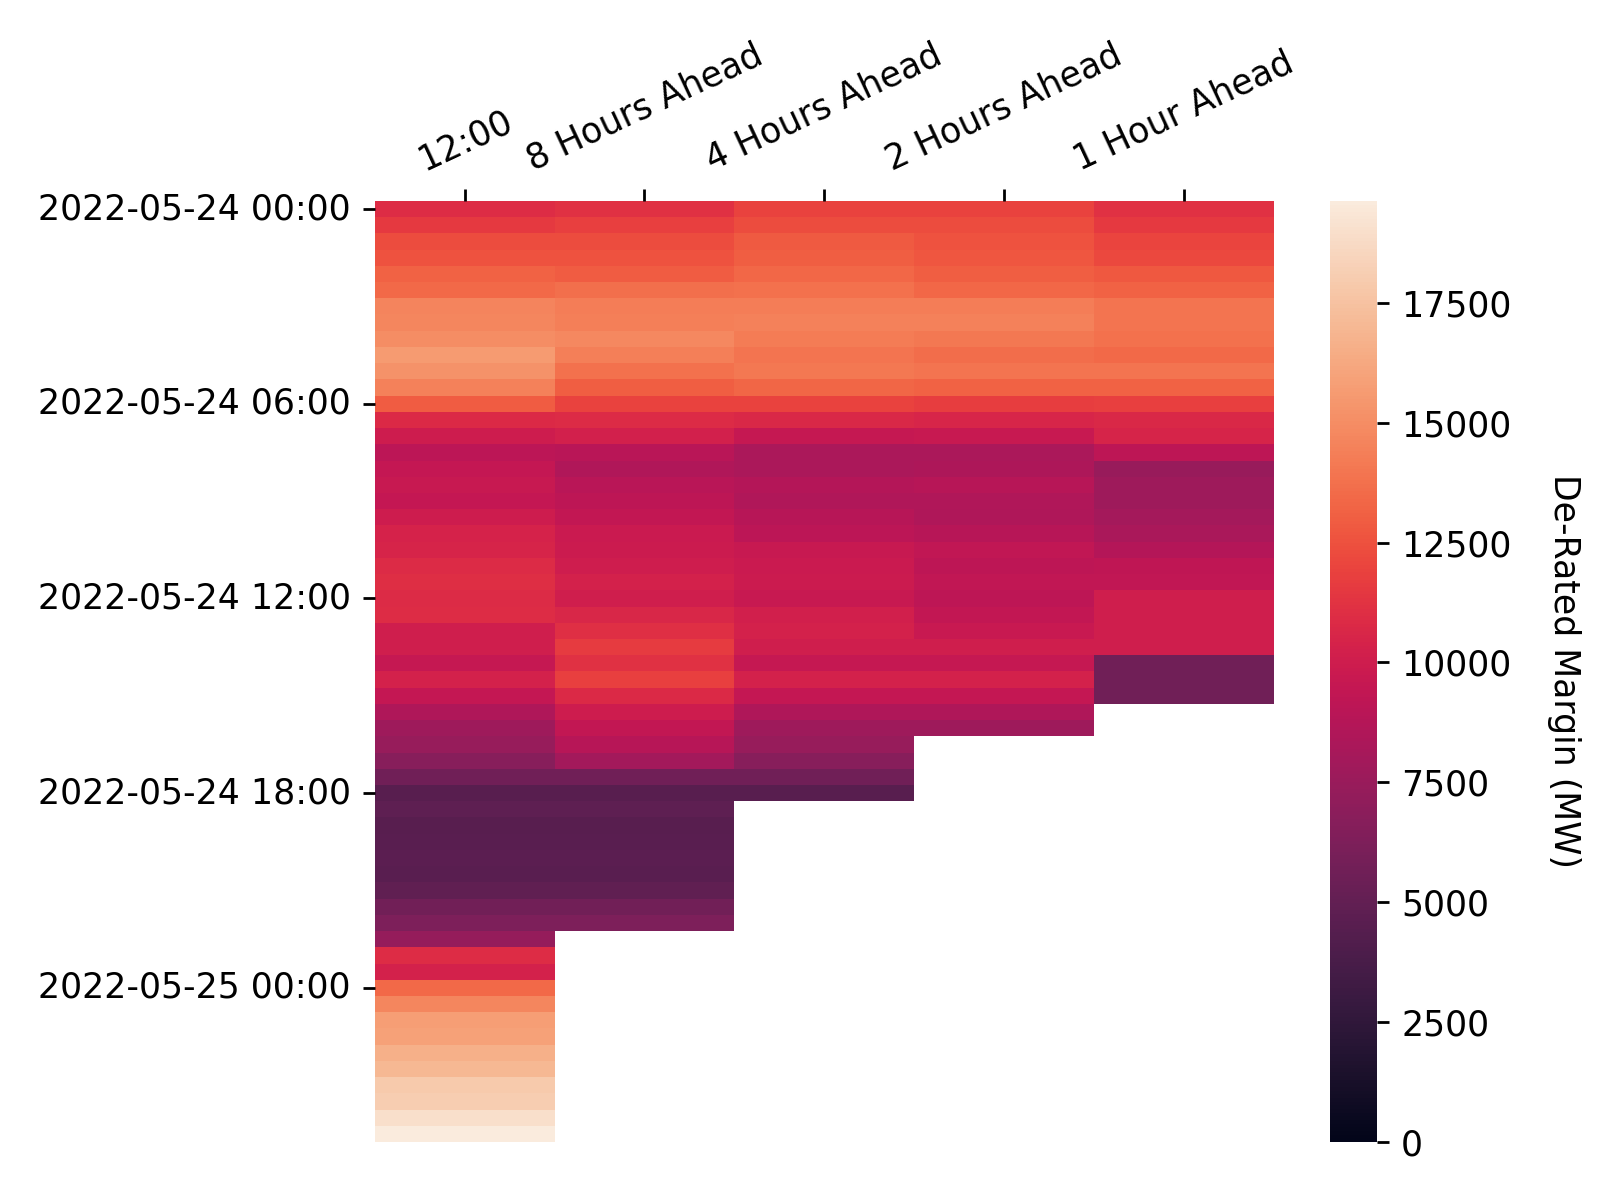 12:00
8 Hours Ahead
4 Hours Ahead
2 Hours Ahead
1 Hour Ahead
2022-05-24 00:00
2022-05-24 06:00
2022-05-24 12:00
2022-05-24 18:00
2022-05-25 00:00
17500
15000
12500
10000
7500
5000
2500
0
De-Rated Margin (MW)